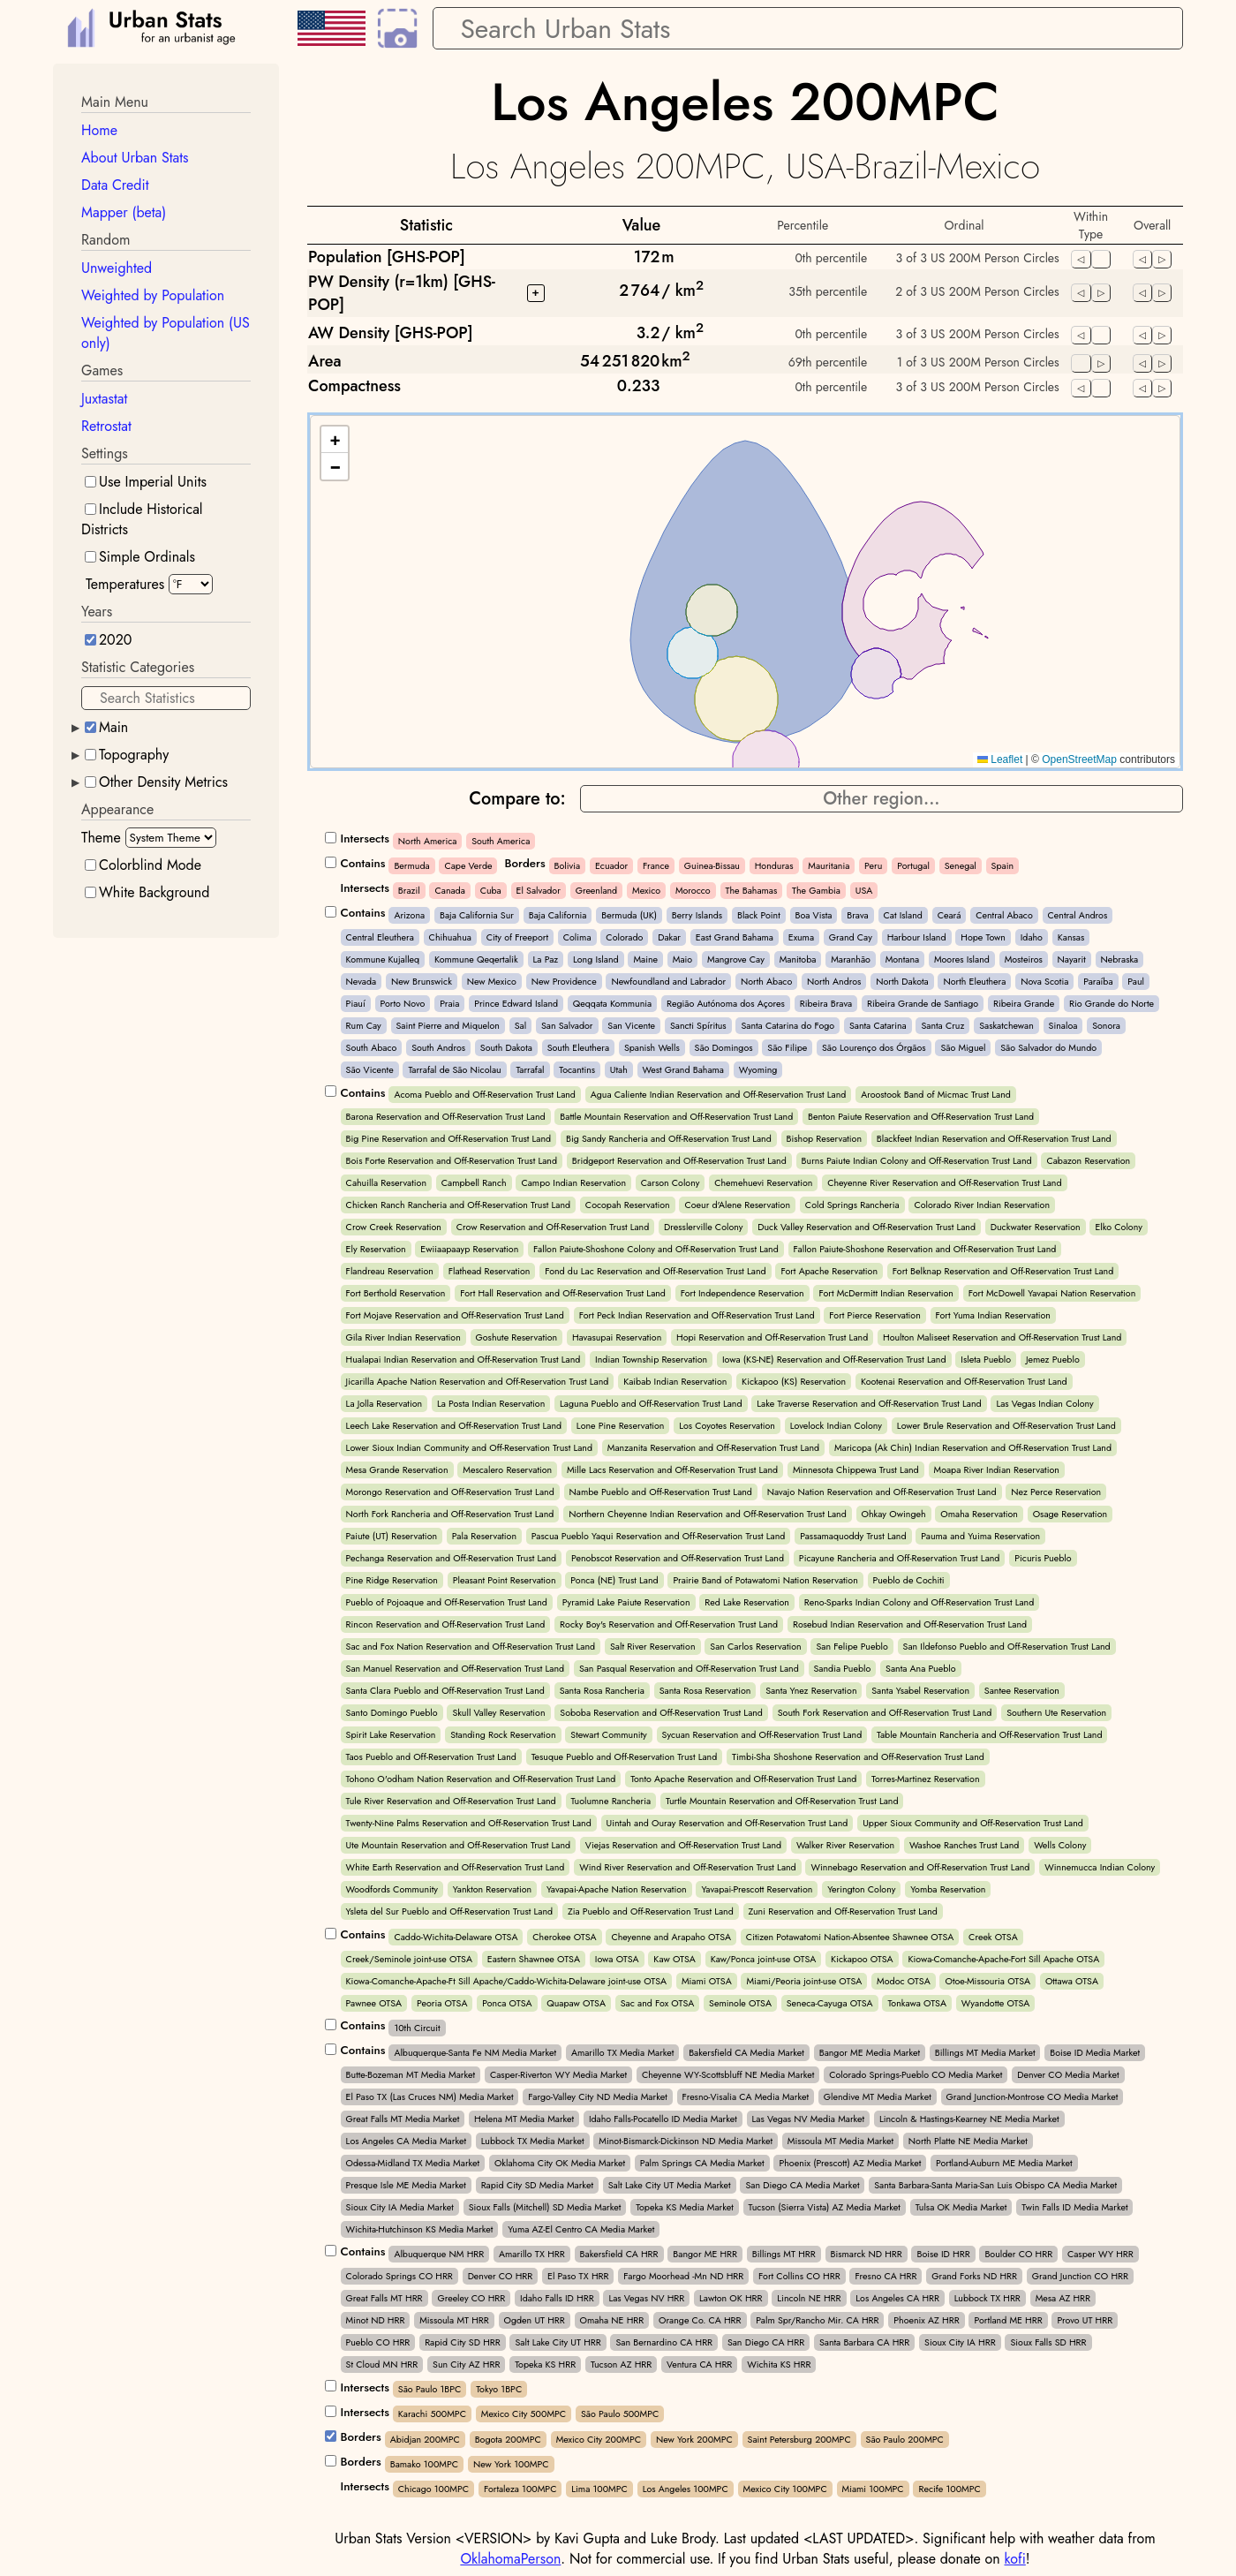 Urban Stats
for an urbanist age
Search Urban Stats
Main Menu
Home
About Urban Stats
Data Credit
Mapper (beta)
Random
Unweighted
Weighted by Population
Weighted by Population (US
only)
Games
Juxtastat
Retrostat
Settings
Use Imperial Units
Include Historical
Districts
Simple Ordinals
Temperatures °F
Years
2020
Statistic Categories
Search Statistics
Main
Topography
Other Density Metrics
Appearance
Theme System Theme
Colorblind Mode
White Background
Los Angeles 200MPC
Los Angeles 200MPC, USA-Brazil-Mexico
Statistic Value Percentile Ordinal Within Type Overall
Population [GHS-POP] 172 m 0th percentile 3 of 3 US 200M Person Circles
PW Density (r=1km) [GHS-POP] + 2 764 / km² 35th percentile 2 of 3 US 200M Person Circles
AW Density [GHS-POP] 3.2 / km² 0th percentile 3 of 3 US 200M Person Circles
Area 54 251 820 km² 69th percentile 1 of 3 US 200M Person Circles
Compactness 0.233 0th percentile 3 of 3 US 200M Person Circles
+
−
Leaflet | © OpenStreetMap contributors
Compare to: Other region...
Intersects North America South America
Contains Bermuda Cape Verde Borders Bolivia Ecuador France Guinea-Bissau Honduras Mauritania Peru Portugal Senegal Spain
Intersects Brazil Canada Cuba El Salvador Greenland Mexico Morocco The Bahamas The Gambia USA
Contains Arizona Baja California Sur Baja California Bermuda (UK) Berry Islands Black Point Boa Vista Brava Cat Island Ceará Central Abaco Central Andros
Central Eleuthera Chihuahua City of Freeport Colima Colorado Dakar East Grand Bahama Exuma Grand Cay Harbour Island Hope Town Idaho Kansas
Kommune Kujalleq Kommune Qeqertalik La Paz Long Island Maine Maio Mangrove Cay Manitoba Maranhão Montana Moores Island Mosteiros Nayarit Nebraska
Nevada New Brunswick New Mexico New Providence Newfoundland and Labrador North Abaco North Andros North Dakota North Eleuthera Nova Scotia Paraíba Paul
Piauí Porto Novo Praia Prince Edward Island Qeqqata Kommunia Região Autónoma dos Açores Ribeira Brava Ribeira Grande de Santiago Ribeira Grande Rio Grande do Norte
Rum Cay Saint Pierre and Miquelon Sal San Salvador San Vicente Sancti Spíritus Santa Catarina do Fogo Santa Catarina Santa Cruz Saskatchewan Sinaloa Sonora
South Abaco South Andros South Dakota South Eleuthera Spanish Wells São Domingos São Filipe São Lourenço dos Órgãos São Miguel São Salvador do Mundo
São Vicente Tarrafal de São Nicolau Tarrafal Tocantins Utah West Grand Bahama Wyoming
Contains Acoma Pueblo and Off-Reservation Trust Land Agua Caliente Indian Reservation and Off-Reservation Trust Land Aroostook Band of Micmac Trust Land
Barona Reservation and Off-Reservation Trust Land Battle Mountain Reservation and Off-Reservation Trust Land Benton Paiute Reservation and Off-Reservation Trust Land
Big Pine Reservation and Off-Reservation Trust Land Big Sandy Rancheria and Off-Reservation Trust Land Bishop Reservation Blackfeet Indian Reservation and Off-Reservation Trust Land
Bois Forte Reservation and Off-Reservation Trust Land Bridgeport Reservation and Off-Reservation Trust Land Burns Paiute Indian Colony and Off-Reservation Trust Land Cabazon Reservation
Cahuilla Reservation Campbell Ranch Campo Indian Reservation Carson Colony Chemehuevi Reservation Cheyenne River Reservation and Off-Reservation Trust Land
Chicken Ranch Rancheria and Off-Reservation Trust Land Cocopah Reservation Coeur d'Alene Reservation Cold Springs Rancheria Colorado River Indian Reservation
Crow Creek Reservation Crow Reservation and Off-Reservation Trust Land Dresslerville Colony Duck Valley Reservation and Off-Reservation Trust Land Duckwater Reservation Elko Colony
Ely Reservation Ewiiaapaayp Reservation Fallon Paiute-Shoshone Colony and Off-Reservation Trust Land Fallon Paiute-Shoshone Reservation and Off-Reservation Trust Land
Flandreau Reservation Flathead Reservation Fond du Lac Reservation and Off-Reservation Trust Land Fort Apache Reservation Fort Belknap Reservation and Off-Reservation Trust Land
Fort Berthold Reservation Fort Hall Reservation and Off-Reservation Trust Land Fort Independence Reservation Fort McDermitt Indian Reservation Fort McDowell Yavapai Nation Reservation
Fort Mojave Reservation and Off-Reservation Trust Land Fort Peck Indian Reservation and Off-Reservation Trust Land Fort Pierce Reservation Fort Yuma Indian Reservation
Gila River Indian Reservation Goshute Reservation Havasupai Reservation Hopi Reservation and Off-Reservation Trust Land Houlton Maliseet Reservation and Off-Reservation Trust Land
Hualapai Indian Reservation and Off-Reservation Trust Land Indian Township Reservation Iowa (KS-NE) Reservation and Off-Reservation Trust Land Isleta Pueblo Jemez Pueblo
Jicarilla Apache Nation Reservation and Off-Reservation Trust Land Kaibab Indian Reservation Kickapoo (KS) Reservation Kootenai Reservation and Off-Reservation Trust Land
La Jolla Reservation La Posta Indian Reservation Laguna Pueblo and Off-Reservation Trust Land Lake Traverse Reservation and Off-Reservation Trust Land Las Vegas Indian Colony
Leech Lake Reservation and Off-Reservation Trust Land Lone Pine Reservation Los Coyotes Reservation Lovelock Indian Colony Lower Brule Reservation and Off-Reservation Trust Land
Lower Sioux Indian Community and Off-Reservation Trust Land Manzanita Reservation and Off-Reservation Trust Land Maricopa (Ak Chin) Indian Reservation and Off-Reservation Trust Land
Mesa Grande Reservation Mescalero Reservation Mille Lacs Reservation and Off-Reservation Trust Land Minnesota Chippewa Trust Land Moapa River Indian Reservation
Morongo Reservation and Off-Reservation Trust Land Nambe Pueblo and Off-Reservation Trust Land Navajo Nation Reservation and Off-Reservation Trust Land Nez Perce Reservation
North Fork Rancheria and Off-Reservation Trust Land Northern Cheyenne Indian Reservation and Off-Reservation Trust Land Ohkay Owingeh Omaha Reservation Osage Reservation
Paiute (UT) Reservation Pala Reservation Pascua Pueblo Yaqui Reservation and Off-Reservation Trust Land Passamaquoddy Trust Land Pauma and Yuima Reservation
Pechanga Reservation and Off-Reservation Trust Land Penobscot Reservation and Off-Reservation Trust Land Picayune Rancheria and Off-Reservation Trust Land Picuris Pueblo
Pine Ridge Reservation Pleasant Point Reservation Ponca (NE) Trust Land Prairie Band of Potawatomi Nation Reservation Pueblo de Cochiti
Pueblo of Pojoaque and Off-Reservation Trust Land Pyramid Lake Paiute Reservation Red Lake Reservation Reno-Sparks Indian Colony and Off-Reservation Trust Land
Rincon Reservation and Off-Reservation Trust Land Rocky Boy's Reservation and Off-Reservation Trust Land Rosebud Indian Reservation and Off-Reservation Trust Land
Sac and Fox Nation Reservation and Off-Reservation Trust Land Salt River Reservation San Carlos Reservation San Felipe Pueblo San Ildefonso Pueblo and Off-Reservation Trust Land
San Manuel Reservation and Off-Reservation Trust Land San Pasqual Reservation and Off-Reservation Trust Land Sandia Pueblo Santa Ana Pueblo
Santa Clara Pueblo and Off-Reservation Trust Land Santa Rosa Rancheria Santa Rosa Reservation Santa Ynez Reservation Santa Ysabel Reservation Santee Reservation
Santo Domingo Pueblo Skull Valley Reservation Soboba Reservation and Off-Reservation Trust Land South Fork Reservation and Off-Reservation Trust Land Southern Ute Reservation
Spirit Lake Reservation Standing Rock Reservation Stewart Community Sycuan Reservation and Off-Reservation Trust Land Table Mountain Rancheria and Off-Reservation Trust Land
Taos Pueblo and Off-Reservation Trust Land Tesuque Pueblo and Off-Reservation Trust Land Timbi-Sha Shoshone Reservation and Off-Reservation Trust Land
Tohono O'odham Nation Reservation and Off-Reservation Trust Land Tonto Apache Reservation and Off-Reservation Trust Land Torres-Martinez Reservation
Tule River Reservation and Off-Reservation Trust Land Tuolumne Rancheria Turtle Mountain Reservation and Off-Reservation Trust Land
Twenty-Nine Palms Reservation and Off-Reservation Trust Land Uintah and Ouray Reservation and Off-Reservation Trust Land Upper Sioux Community and Off-Reservation Trust Land
Ute Mountain Reservation and Off-Reservation Trust Land Viejas Reservation and Off-Reservation Trust Land Walker River Reservation Washoe Ranches Trust Land Wells Colony
White Earth Reservation and Off-Reservation Trust Land Wind River Reservation and Off-Reservation Trust Land Winnebago Reservation and Off-Reservation Trust Land Winnemucca Indian Colony
Woodfords Community Yankton Reservation Yavapai-Apache Nation Reservation Yavapai-Prescott Reservation Yerington Colony Yomba Reservation
Ysleta del Sur Pueblo and Off-Reservation Trust Land Zia Pueblo and Off-Reservation Trust Land Zuni Reservation and Off-Reservation Trust Land
Contains Caddo-Wichita-Delaware OTSA Cherokee OTSA Cheyenne and Arapaho OTSA Citizen Potawatomi Nation-Absentee Shawnee OTSA Creek OTSA
Creek/Seminole joint-use OTSA Eastern Shawnee OTSA Iowa OTSA Kaw OTSA Kaw/Ponca joint-use OTSA Kickapoo OTSA Kiowa-Comanche-Apache-Fort Sill Apache OTSA
Kiowa-Comanche-Apache-Ft Sill Apache/Caddo-Wichita-Delaware joint-use OTSA Miami OTSA Miami/Peoria joint-use OTSA Modoc OTSA Otoe-Missouria OTSA Ottawa OTSA
Pawnee OTSA Peoria OTSA Ponca OTSA Quapaw OTSA Sac and Fox OTSA Seminole OTSA Seneca-Cayuga OTSA Tonkawa OTSA Wyandotte OTSA
Contains 10th Circuit
Contains Albuquerque-Santa Fe NM Media Market Amarillo TX Media Market Bakersfield CA Media Market Bangor ME Media Market Billings MT Media Market Boise ID Media Market
Butte-Bozeman MT Media Market Casper-Riverton WY Media Market Cheyenne WY-Scottsbluff NE Media Market Colorado Springs-Pueblo CO Media Market Denver CO Media Market
El Paso TX (Las Cruces NM) Media Market Fargo-Valley City ND Media Market Fresno-Visalia CA Media Market Glendive MT Media Market Grand Junction-Montrose CO Media Market
Great Falls MT Media Market Helena MT Media Market Idaho Falls-Pocatello ID Media Market Las Vegas NV Media Market Lincoln & Hastings-Kearney NE Media Market
Los Angeles CA Media Market Lubbock TX Media Market Minot-Bismarck-Dickinson ND Media Market Missoula MT Media Market North Platte NE Media Market
Odessa-Midland TX Media Market Oklahoma City OK Media Market Palm Springs CA Media Market Phoenix (Prescott) AZ Media Market Portland-Auburn ME Media Market
Presque Isle ME Media Market Rapid City SD Media Market Salt Lake City UT Media Market San Diego CA Media Market Santa Barbara-Santa Maria-San Luis Obispo CA Media Market
Sioux City IA Media Market Sioux Falls (Mitchell) SD Media Market Topeka KS Media Market Tucson (Sierra Vista) AZ Media Market Tulsa OK Media Market Twin Falls ID Media Market
Wichita-Hutchinson KS Media Market Yuma AZ-El Centro CA Media Market
Contains Albuquerque NM HRR Amarillo TX HRR Bakersfield CA HRR Bangor ME HRR Billings MT HRR Bismarck ND HRR Boise ID HRR Boulder CO HRR Casper WY HRR
Colorado Springs CO HRR Denver CO HRR El Paso TX HRR Fargo Moorhead -Mn ND HRR Fort Collins CO HRR Fresno CA HRR Grand Forks ND HRR Grand Junction CO HRR
Great Falls MT HRR Greeley CO HRR Idaho Falls ID HRR Las Vegas NV HRR Lawton OK HRR Lincoln NE HRR Los Angeles CA HRR Lubbock TX HRR Mesa AZ HRR
Minot ND HRR Missoula MT HRR Ogden UT HRR Omaha NE HRR Orange Co. CA HRR Palm Spr/Rancho Mir. CA HRR Phoenix AZ HRR Portland ME HRR Provo UT HRR
Pueblo CO HRR Rapid City SD HRR Salt Lake City UT HRR San Bernardino CA HRR San Diego CA HRR Santa Barbara CA HRR Sioux City IA HRR Sioux Falls SD HRR
St Cloud MN HRR Sun City AZ HRR Topeka KS HRR Tucson AZ HRR Ventura CA HRR Wichita KS HRR
Intersects São Paulo 1BPC Tokyo 1BPC
Intersects Karachi 500MPC Mexico City 500MPC São Paulo 500MPC
Borders Abidjan 200MPC Bogota 200MPC Mexico City 200MPC New York 200MPC Saint Petersburg 200MPC São Paulo 200MPC
Borders Bamako 100MPC New York 100MPC
Intersects Chicago 100MPC Fortaleza 100MPC Lima 100MPC Los Angeles 100MPC Mexico City 100MPC Miami 100MPC Recife 100MPC
Urban Stats Version <VERSION> by Kavi Gupta and Luke Brody. Last updated <LAST UPDATED>. Significant help with weather data from
OklahomaPerson. Not for commercial use. If you find Urban Stats useful, please donate on kofi!